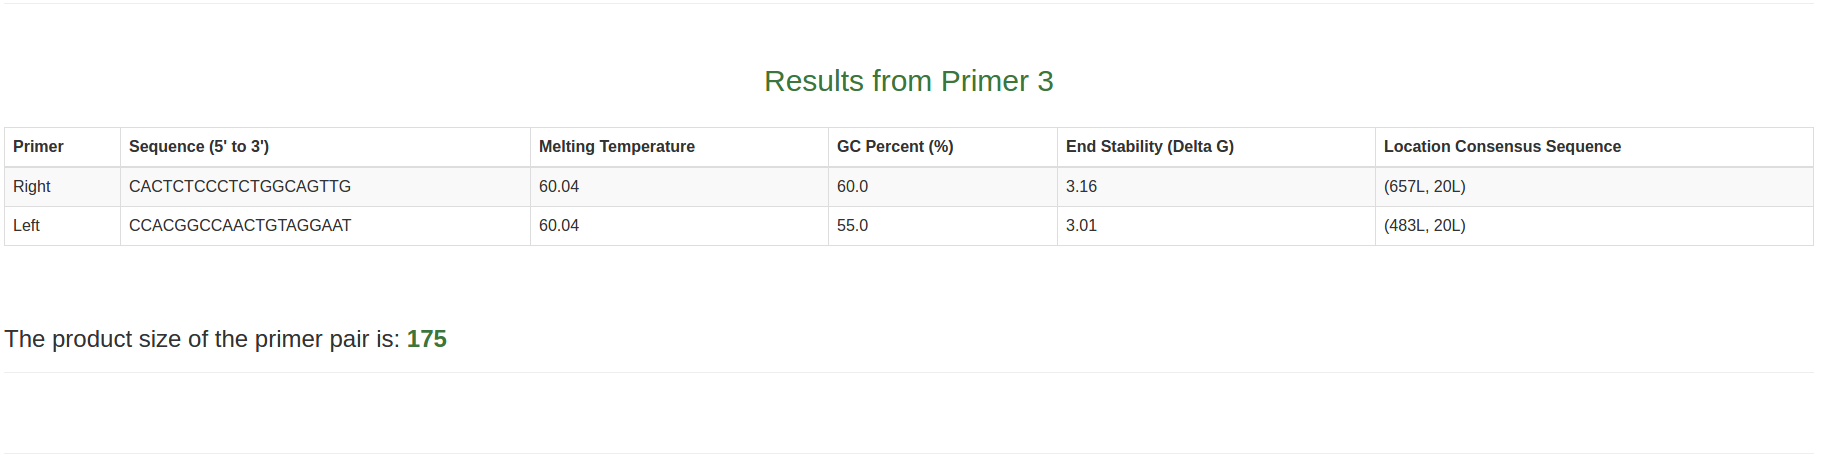 Results from Primer 3
Primer Sequence (5' to 3') Melting Temperature GC Percent (%) End Stability (Delta G) Location Consensus Sequence
Right CACTCTCCCTCTGGCAGTTG 60.04 60.0 3.16 (657L, 20L)
Left CCACGGCCAACTGTAGGAAT 60.04 55.0 3.01 (483L, 20L)
The product size of the primer pair is: 175